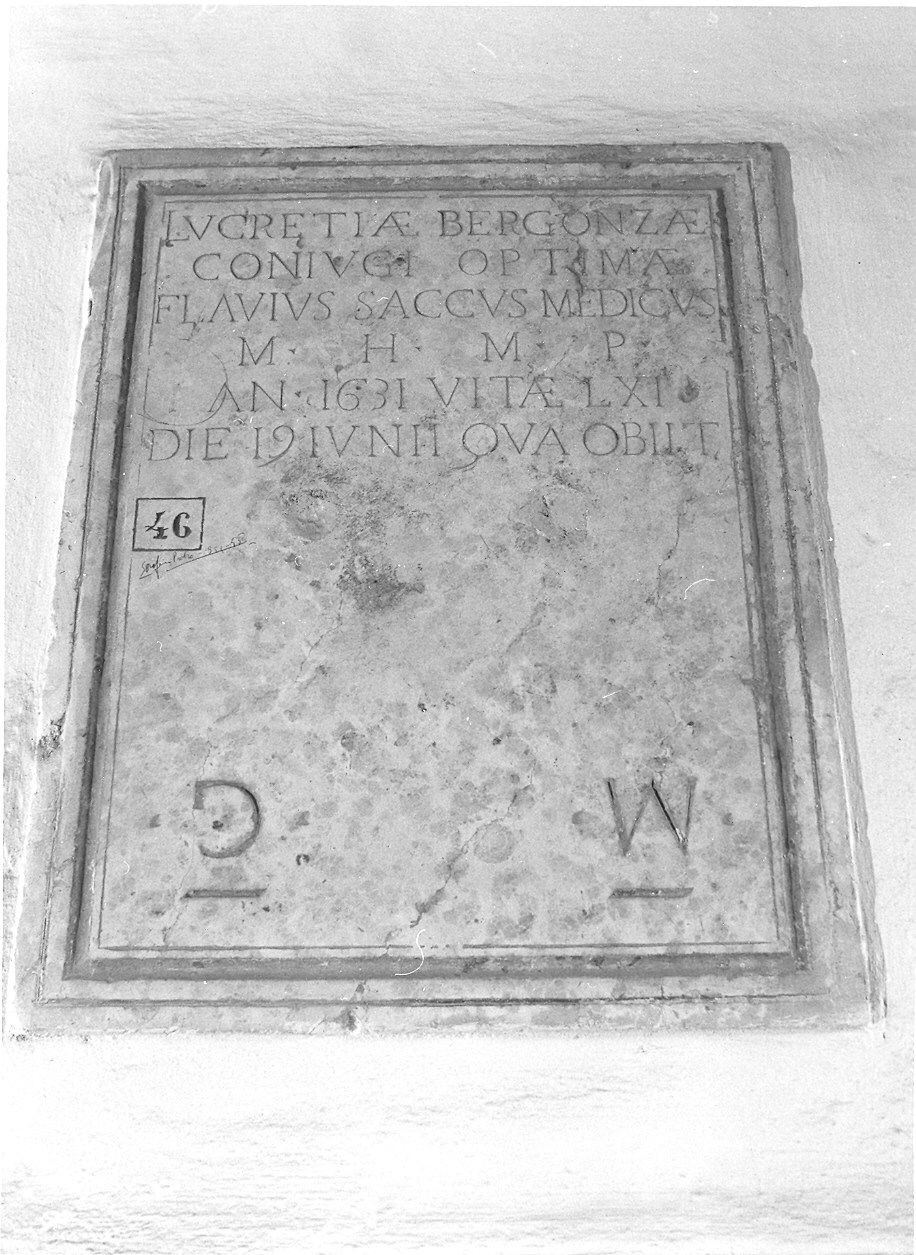 LVCRETIÆ BERGONZÆ
CONIVGI OPTIMÆ
FLAVIVS SACCVS MEDICVS
M · H · M · P ·
AN · 1631 VITÆ LXI
DIE 19 IVNII QVA OBIIT
46
D M